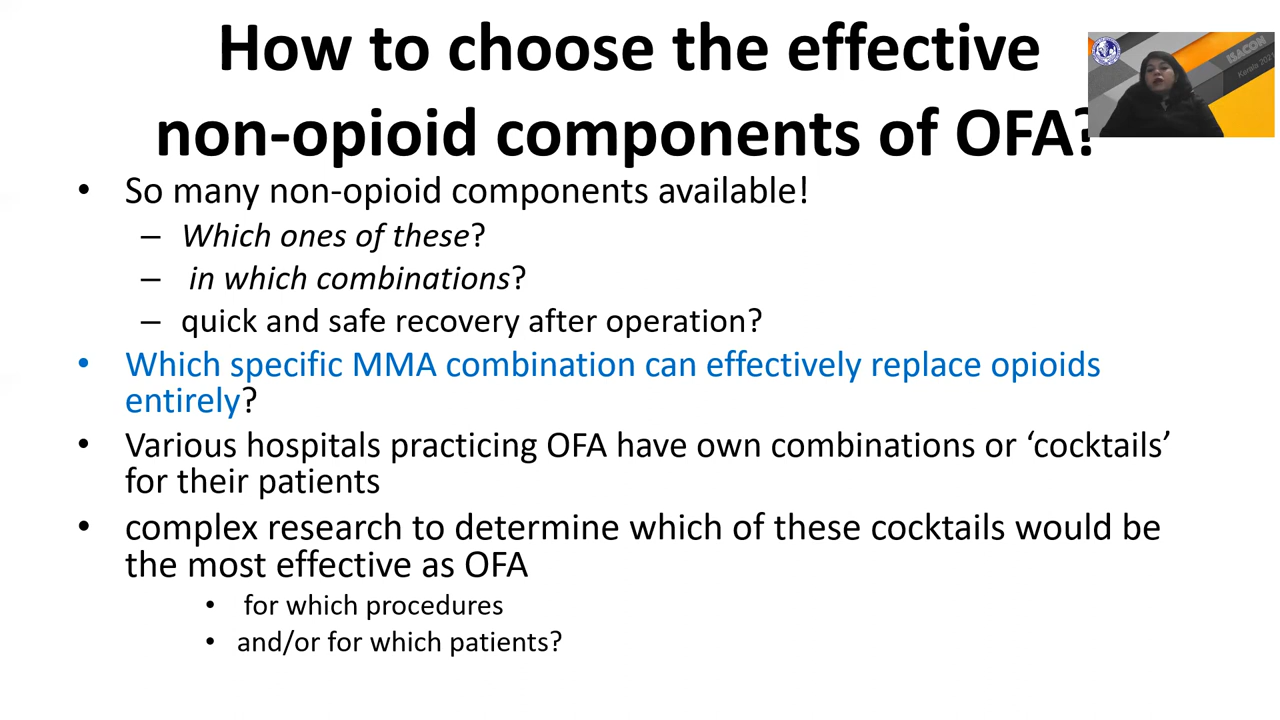 How to choose the effective
non-opioid components of OFA?
ISACON
Kerala 2021
• So many non-opioid components available!
– Which ones of these?
– in which combinations?
– quick and safe recovery after operation?
• Which specific MMA combination can effectively replace opioids
entirely?
• Various hospitals practicing OFA have own combinations or ‘cocktails’
for their patients
• complex research to determine which of these cocktails would be
the most effective as OFA
• for which procedures
• and/or for which patients?